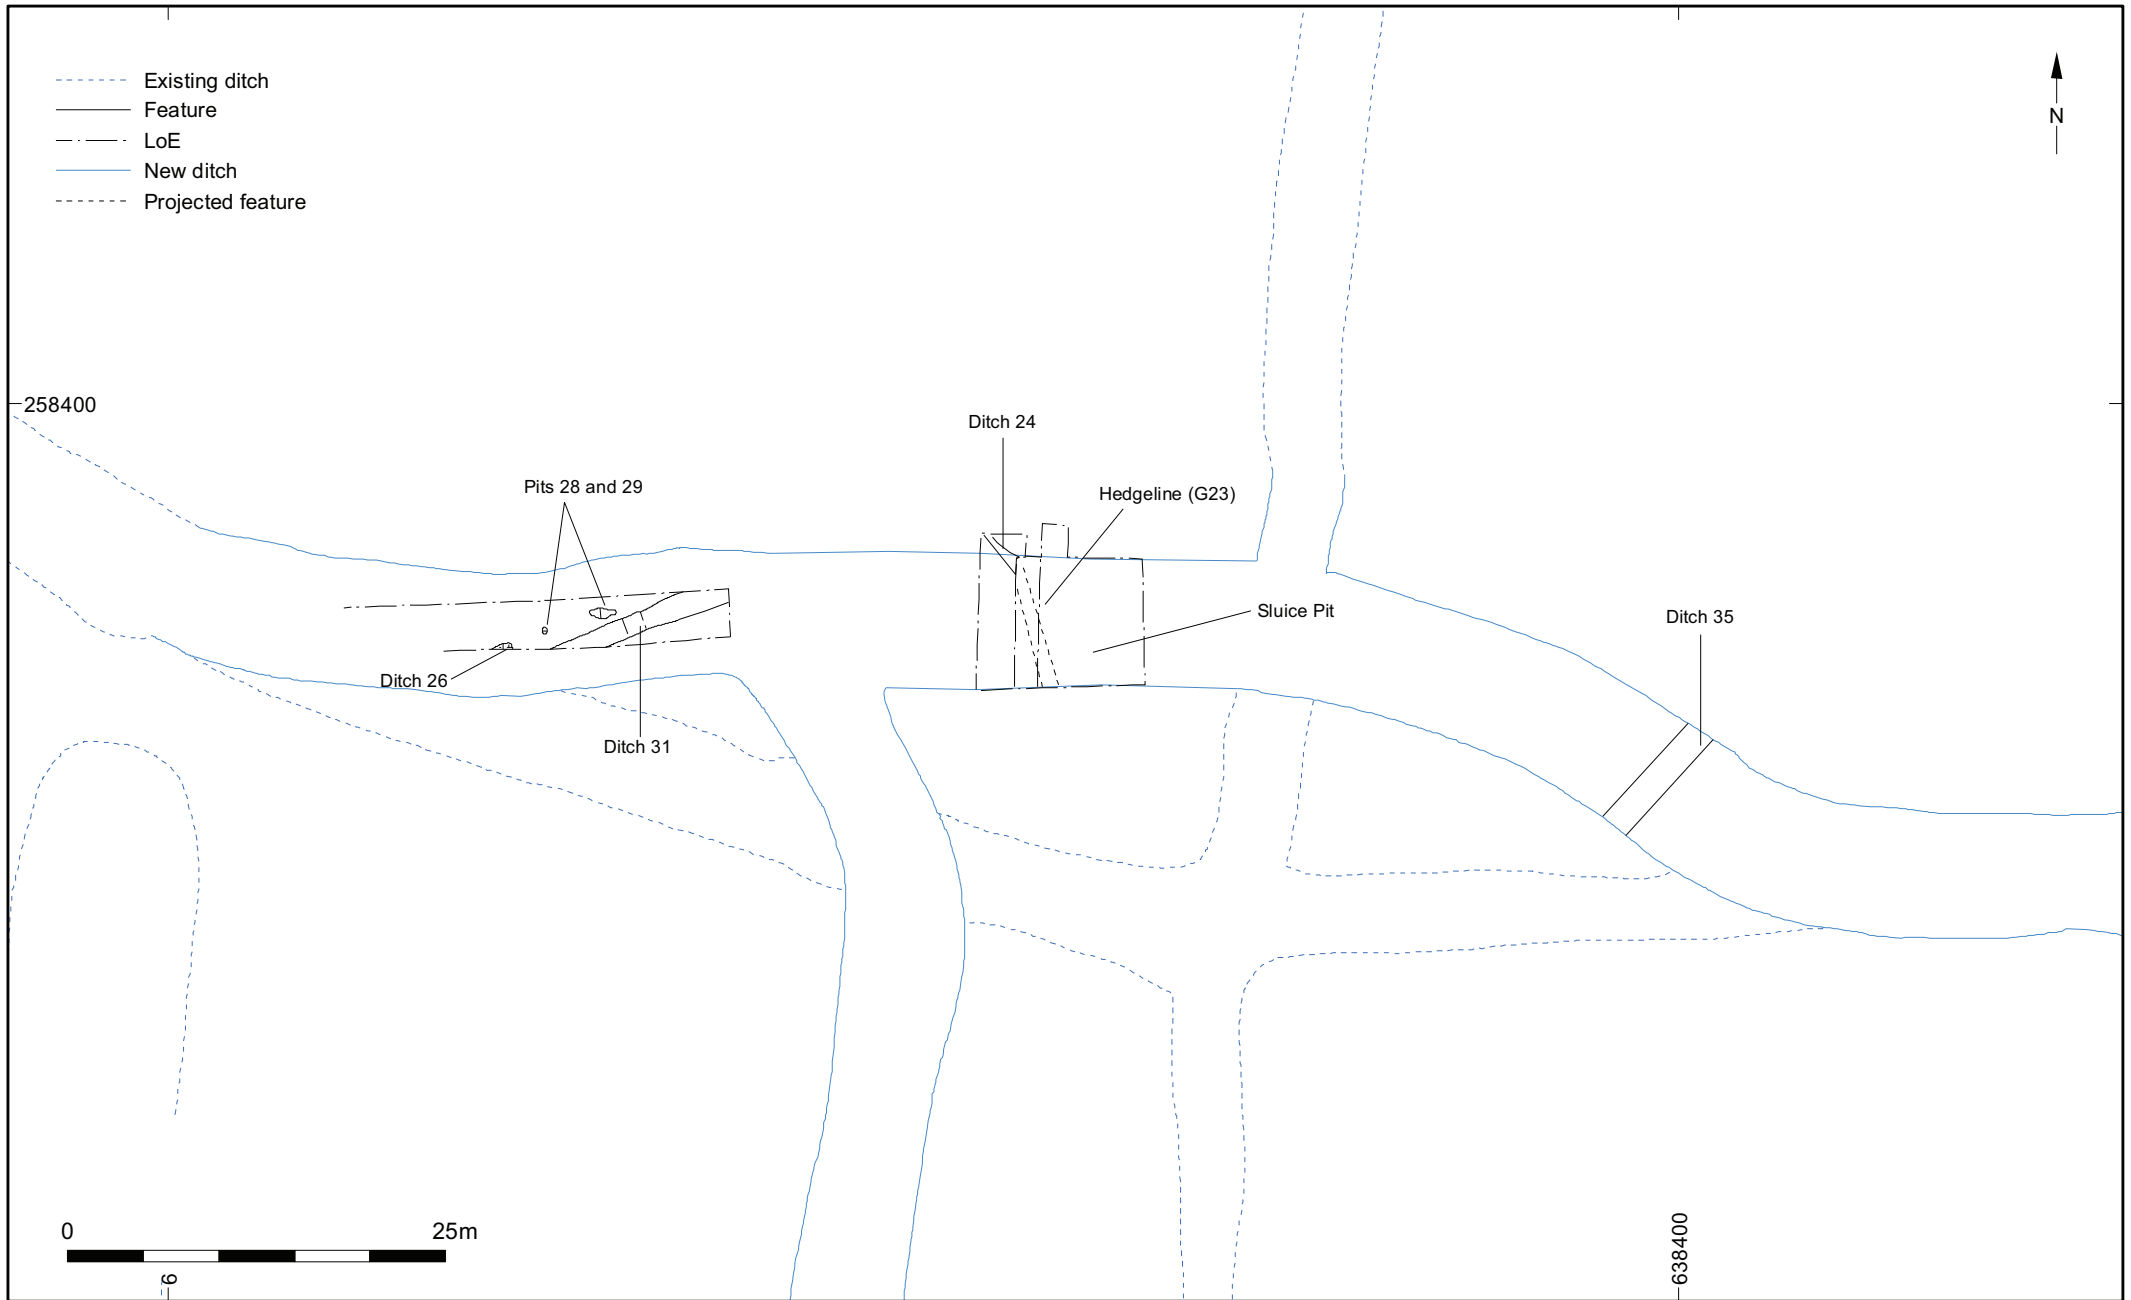 Existing ditch
Feature
LoE
New ditch
Projected feature
N
258400
Ditch 24
Pits 28 and 29
Hedgeline (G23)
Sluice Pit
Ditch 35
Ditch 26
Ditch 31
0 25m
6
638400